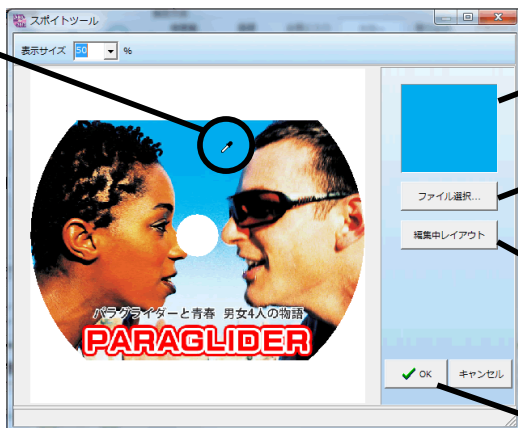 スポイトツール
表示サイズ 50 %
ファイル選択...
編集中レイアウト
パラグライダーと青春 男女4人の物語
PARAGLIDER
OK キャンセル